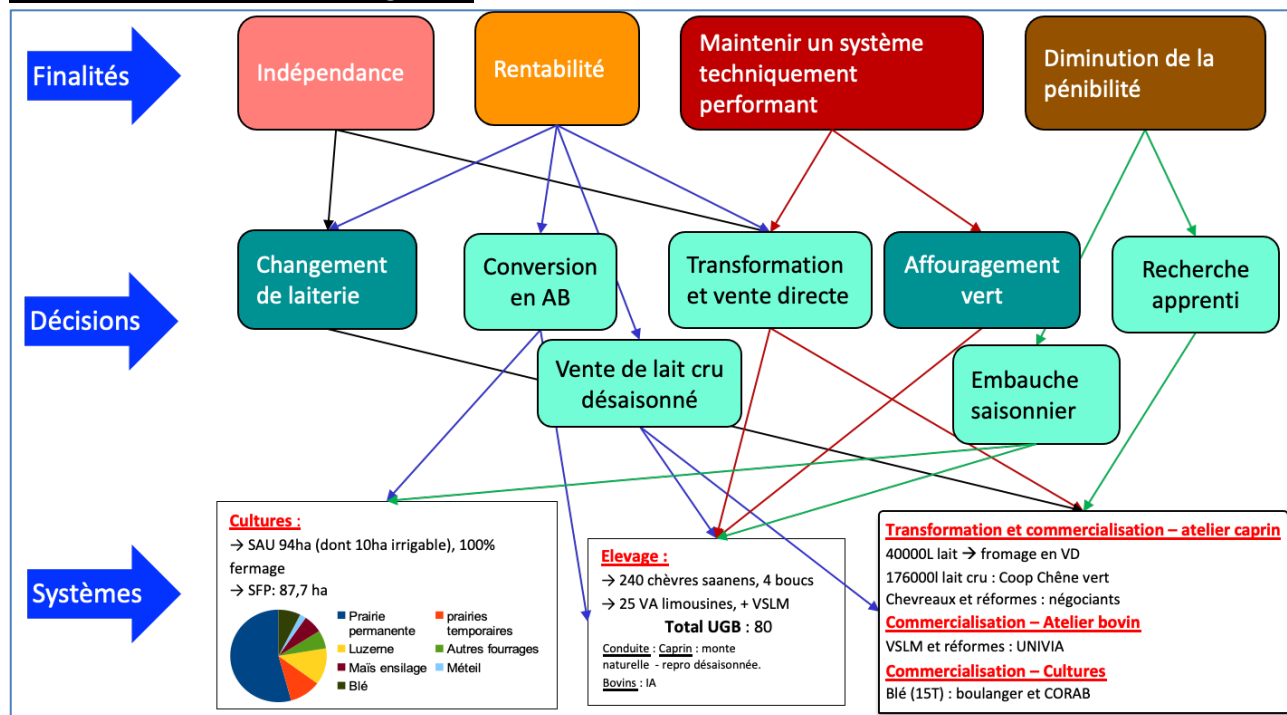 Finalités
Indépendance
Rentabilité
Maintenir un système
techniquement
performant
Diminution de la
pénibilité
Décisions
Changement
de laiterie
Conversion
en AB
Transformation
et vente directe
Affouragement
vert
Recherche
apprenti
Vente de lait cru
désaisonné
Embauche
saisonnier
Systèmes
Cultures :
→ SAU 94ha (dont 10ha irrigable), 100%
fermage
→ SFP: 87,7 ha
Prairie
permanente
prairies
temporaires
Luzerne
Autres fourrages
Maïs ensilage
Méteil
Blé
Elevage :
→ 240 chèvres saanens, 4 boucs
→ 25 VA limousines, + VSLM
Total UGB : 80
Conduite : Caprin : monte
naturelle - repro désaisonnée.
Bovins : IA
Transformation et commercialisation – atelier caprin
40000L lait → fromage en VD
176000l lait cru : Coop Chêne vert
Chevreaux et réformes : négociants
Commercialisation – Atelier bovin
VSLM et réformes : UNIVIA
Commercialisation – Cultures
Blé (15T) : boulanger et CORAB